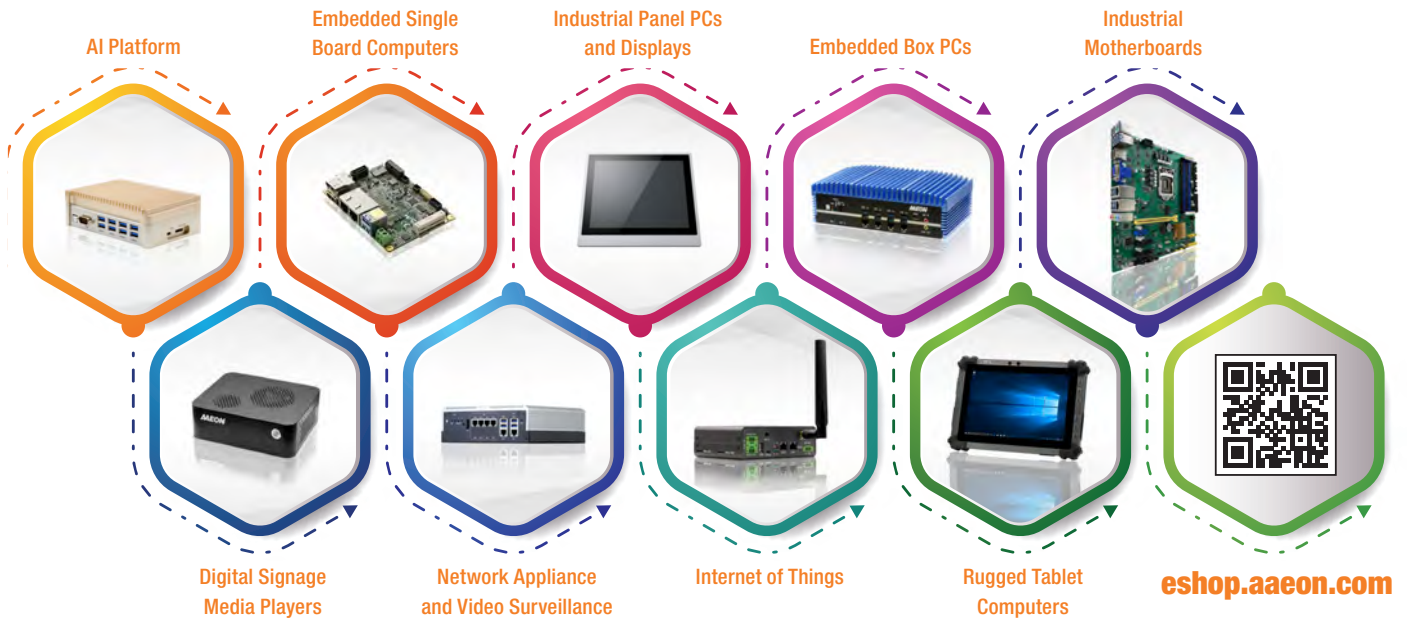 AI Platform
Embedded Single
Board Computers
Industrial Panel PCs
and Displays
Embedded Box PCs
Industrial
Motherboards
AAEON
AAEON
Digital Signage
Media Players
Network Appliance
and Video Surveillance
Internet of Things
Rugged Tablet
Computers
eshop.aaeon.com